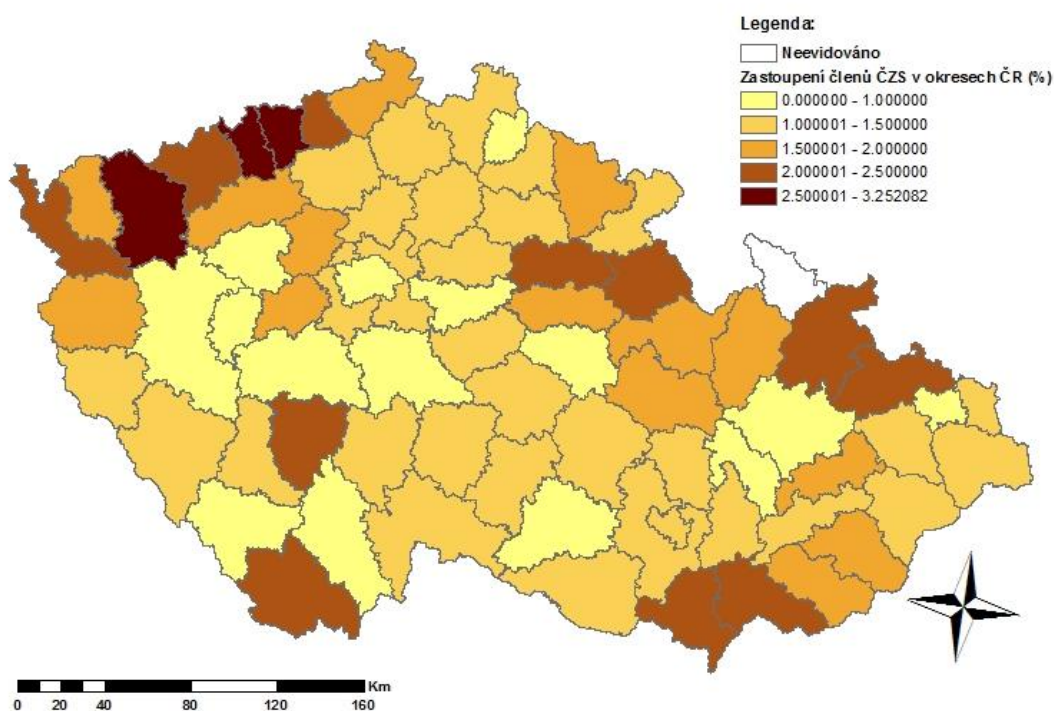 Legenda:
Neevidováno
Zastoupení členů ČZS v okresech ČR (%)
0.000000 - 1.000000
1.000001 - 1.500000
1.500001 - 2.000000
2.000001 - 2.500000
2.500001 - 3.252082
Km
0 20 40 80 120 160